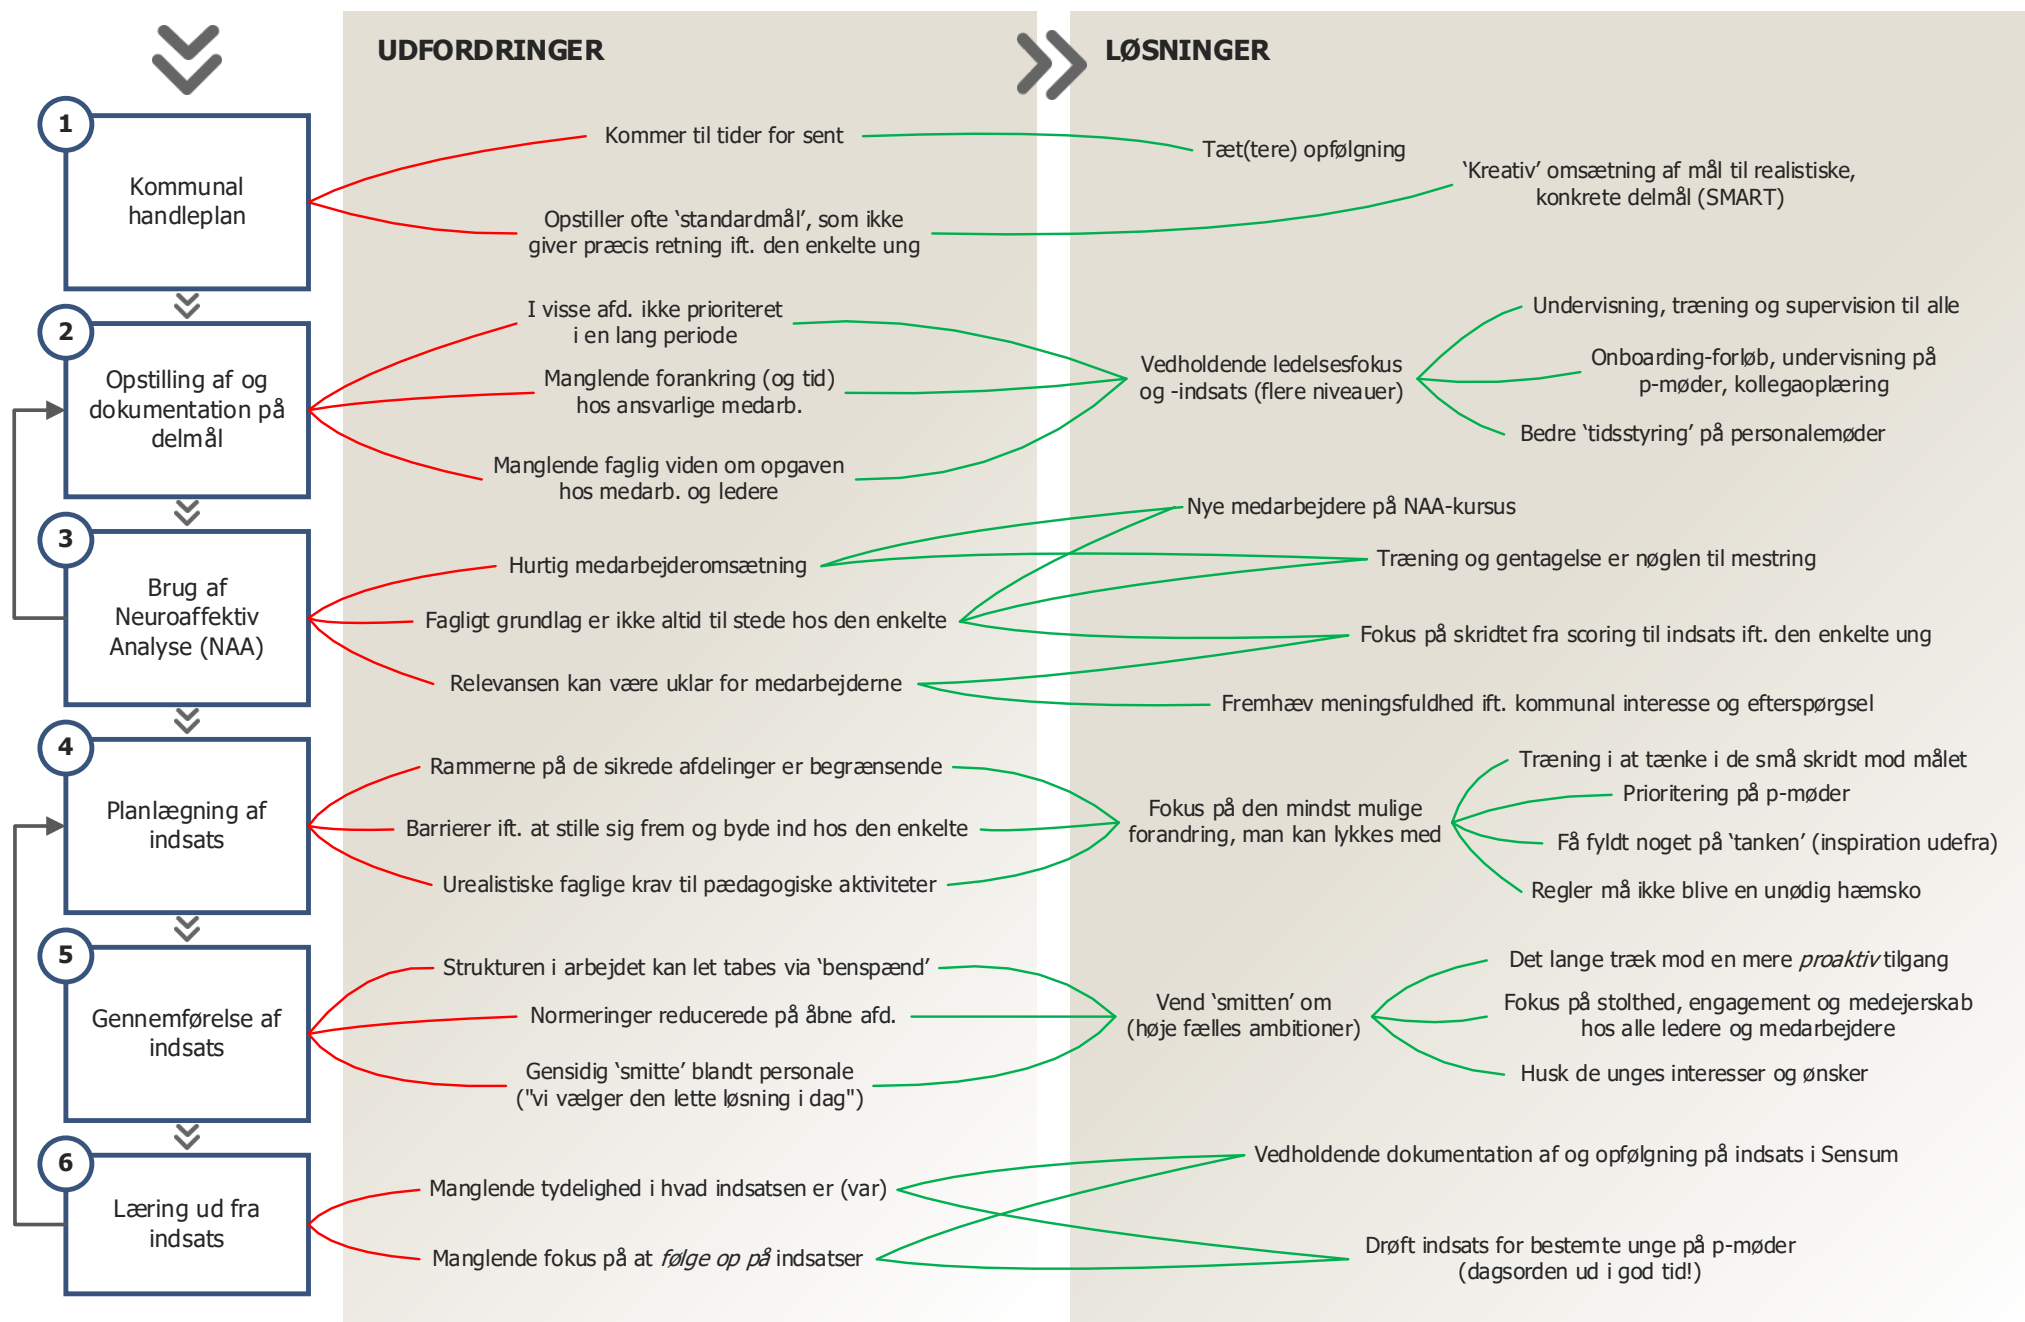 UDFORDRINGER
LØSNINGER
1
Kommunal
handleplan
Kommer til tider for sent
Opstiller ofte ‘standardmål’, som ikke
giver præcis retning ift. den enkelte ung
Tæt(tere) opfølgning
‘Kreativ’ omsætning af mål til realistiske,
konkrete delmål (SMART)
2
Opstilling af og
dokumentation på
delmål
I visse afd. ikke prioriteret
i en lang periode
Manglende forankring (og tid)
hos ansvarlige medarb.
Manglende faglig viden om opgaven
hos medarb. og ledere
Vedholdende ledelsesfokus
og -indsats (flere niveauer)
Undervisning, træning og supervision til alle
Onboarding-forløb, undervisning på
p-møder, kollegaoplæring
Bedre ‘tidsstyring’ på personalemøder
3
Brug af
Neuroaffektiv
Analyse (NAA)
Hurtig medarbejderomsætning
Fagligt grundlag er ikke altid til stede hos den enkelte
Relevansen kan være uklar for medarbejderne
Nye medarbejdere på NAA-kursus
Træning og gentagelse er nøglen til mestring
Fokus på skridtet fra scoring til indsats ift. den enkelte ung
Fremhæv meningsfuldhed ift. kommunal interesse og efterspørgsel
4
Planlægning af
indsats
Rammerne på de sikrede afdelinger er begrænsende
Barrierer ift. at stille sig frem og byde ind hos den enkelte
Urealistiske faglige krav til pædagogiske aktiviteter
Fokus på den mindst mulige
forandring, man kan lykkes med
Træning i at tænke i de små skridt mod målet
Prioritering på p-møder
Få fyldt noget på ‘tanken’ (inspiration udefra)
Regler må ikke blive en unødig hæmsko
5
Gennemførelse af
indsats
Strukturen i arbejdet kan let tabes via ‘benspænd’
Normeringer reducerede på åbne afd.
Gensidig ‘smitte’ blandt personale
("vi vælger den lette løsning i dag")
Vend ‘smitten’ om
(høje fælles ambitioner)
Det lange træk mod en mere proaktiv tilgang
Fokus på stolthed, engagement og medejerskab
hos alle ledere og medarbejdere
Husk de unges interesser og ønsker
6
Læring ud fra
indsats
Manglende tydelighed i hvad indsatsen er (var)
Manglende fokus på at følge op på indsatser
Vedholdende dokumentation af og opfølgning på indsats i Sensum
Drøft indsats for bestemte unge på p-møder
(dagsorden ud i god tid!)